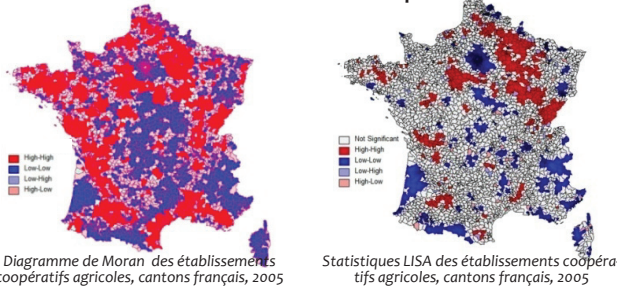 High-High
Low-Low
Low-High
High-Low
Diagramme de Moran des établissements
coopératifs agricoles, cantons français, 2005
Not Significant
High-High
Low-Low
Low-High
High-Low
Statistiques LISA des établissements coopéra-
tifs agricoles, cantons français, 2005